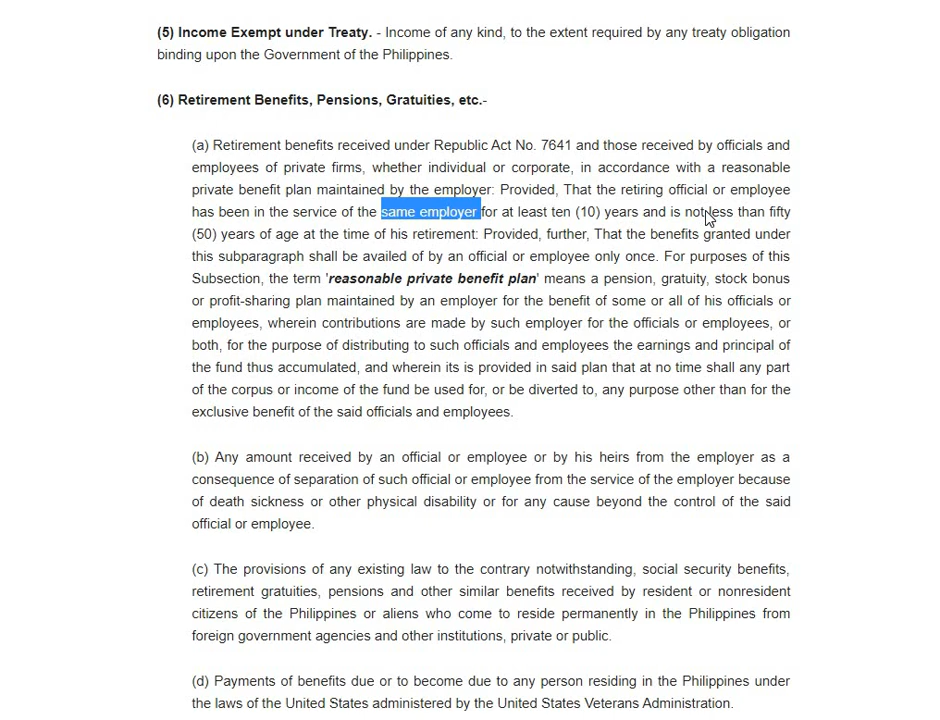 (5) Income Exempt under Treaty. - Income of any kind, to the extent required by any treaty obligation
binding upon the Government of the Philippines.
(6) Retirement Benefits, Pensions, Gratuities, etc.-
(a) Retirement benefits received under Republic Act No. 7641 and those received by officials and
employees of private firms, whether individual or corporate, in accordance with a reasonable
private benefit plan maintained by the employer: Provided, That the retiring official or employee
has been in the service of the same employer for at least ten (10) years and is not less than fifty
(50) years of age at the time of his retirement: Provided, further, That the benefits granted under
this subparagraph shall be availed of by an official or employee only once. For purposes of this
Subsection, the term 'reasonable private benefit plan' means a pension, gratuity, stock bonus
or profit-sharing plan maintained by an employer for the benefit of some or all of his officials or
employees, wherein contributions are made by such employer for the officials or employees, or
both, for the purpose of distributing to such officials and employees the earnings and principal of
the fund thus accumulated, and wherein its is provided in said plan that at no time shall any part
of the corpus or income of the fund be used for, or be diverted to, any purpose other than for the
exclusive benefit of the said officials and employees.
(b) Any amount received by an official or employee or by his heirs from the employer as a
consequence of separation of such official or employee from the service of the employer because
of death sickness or other physical disability or for any cause beyond the control of the said
official or employee.
(c) The provisions of any existing law to the contrary notwithstanding, social security benefits,
retirement gratuities, pensions and other similar benefits received by resident or nonresident
citizens of the Philippines or aliens who come to reside permanently in the Philippines from
foreign government agencies and other institutions, private or public.
(d) Payments of benefits due or to become due to any person residing in the Philippines under
the laws of the United States administered by the United States Veterans Administration.